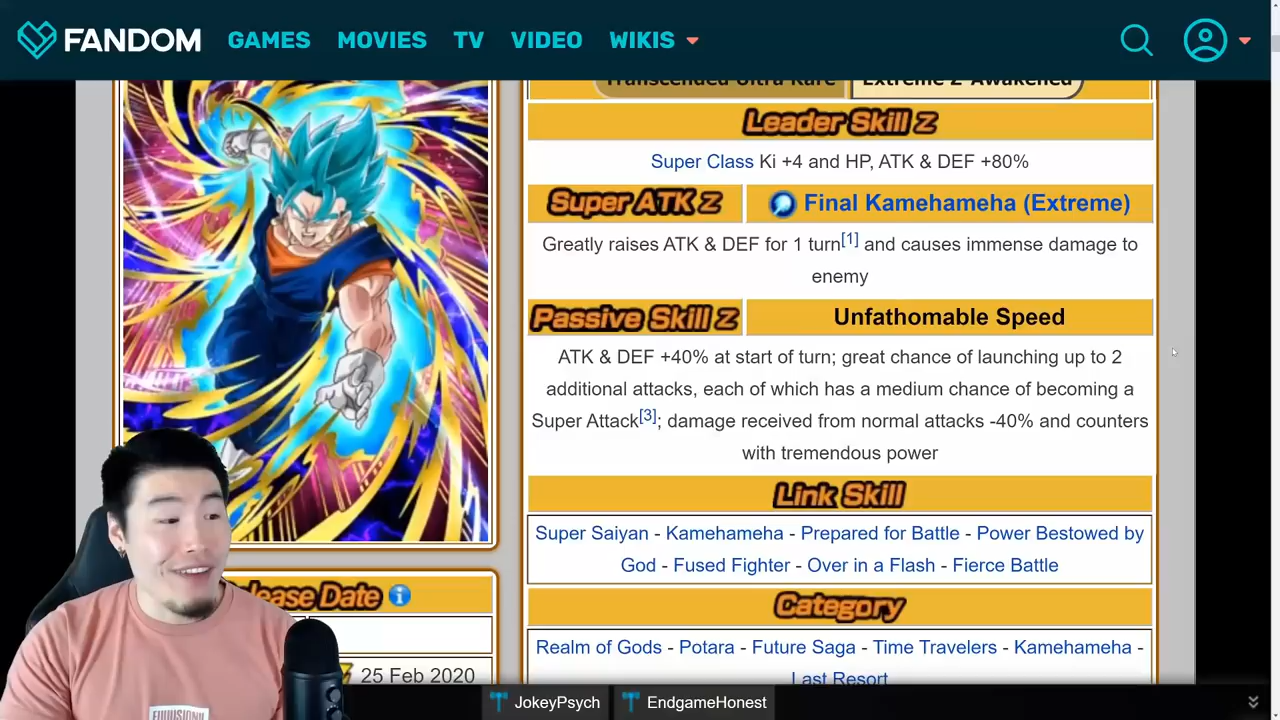 FANDOM GAMES MOVIES TV VIDEO WIKIS
Transcended Ultra Rare Extreme Z-Awakened
Leader Skill Z
Super Class Ki +4 and HP, ATK & DEF +80%
Super ATK Z Final Kamehameha (Extreme)
Greatly raises ATK & DEF for 1 turn[1] and causes immense damage to
enemy
Passive Skill Z Unfathomable Speed
ATK & DEF +40% at start of turn; great chance of launching up to 2
additional attacks, each of which has a medium chance of becoming a
Super Attack[3]; damage received from normal attacks -40% and counters
with tremendous power
Link Skill
Super Saiyan - Kamehameha - Prepared for Battle - Power Bestowed by
God - Fused Fighter - Over in a Flash - Fierce Battle
lease Date i
Category
Realm of Gods - Potara - Future Saga - Time Travelers - Kamehameha -
Last Resort
25 Feb 2020
JokeyPsych EndgameHonest